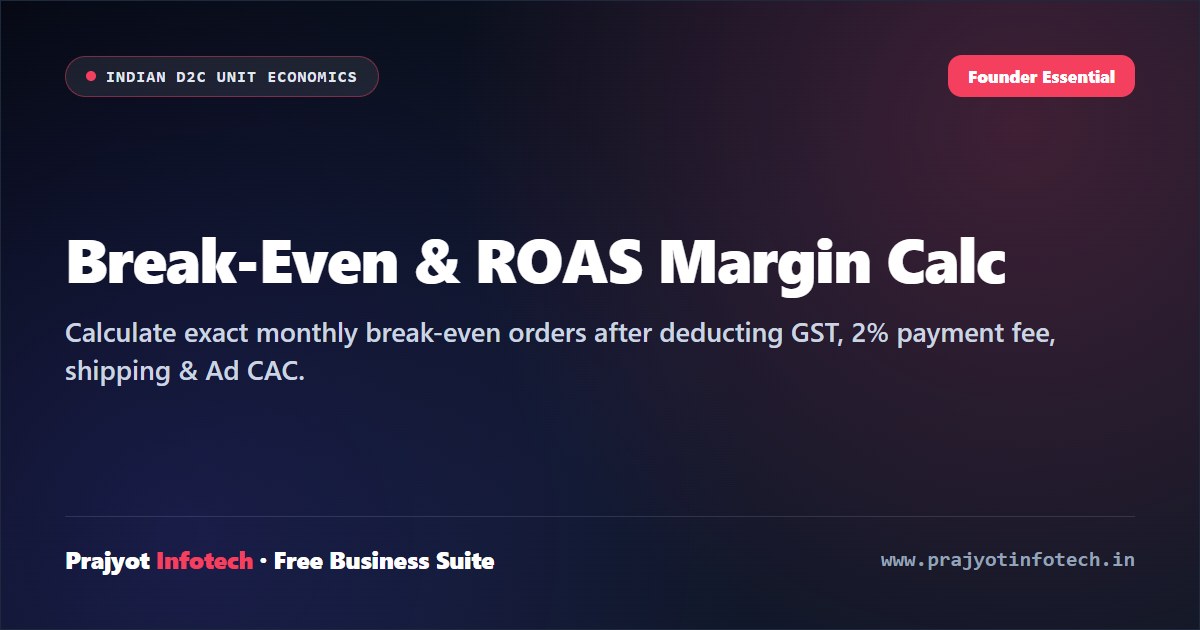 INDIAN D2C UNIT ECONOMICS
Founder Essential
Break-Even & ROAS Margin Calc
Calculate exact monthly break-even orders after deducting GST, 2% payment fee,
shipping & Ad CAC.
Prajyot Infotech · Free Business Suite
www.prajyotinfotech.in